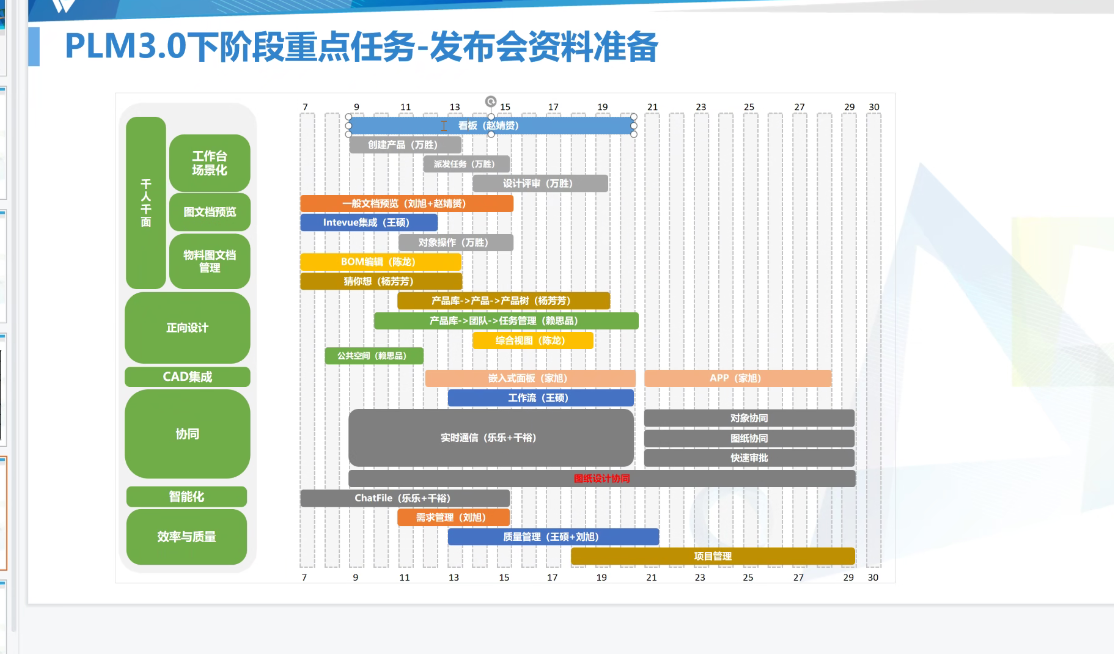 PLM3.0下阶段重点任务-发布会资料准备
7 9 11 13 15 17 19 21 23 25 27 29 30
看板（赵婧赟）
创建产品（万胜）
工作台
场景化
派发任务（万胜）
设计评审（万胜）
千人千面
图文档预览
一般文档预览（刘旭+赵婧赟）
Intevue集成（王硕）
对象操作（万胜）
物料图文档
管理
BOM编辑（陈龙）
猜你想（杨芳芳）
产品库->产品->产品树（杨芳芳）
正向设计
产品库->团队->任务管理（赖思品）
综合视图（陈龙）
公共空间（赖思品）
CAD集成
嵌入式面板（家旭）
APP（家旭）
工作流（王硕）
协同
实时通信（乐乐+干裕）
对象协同
图纸协同
快速审批
图纸设计协同
智能化
ChatFile（乐乐+干裕）
需求管理（刘旭）
效率与质量
质量管理（王硕+刘旭）
项目管理
7 9 11 13 15 17 19 21 23 25 27 29 30